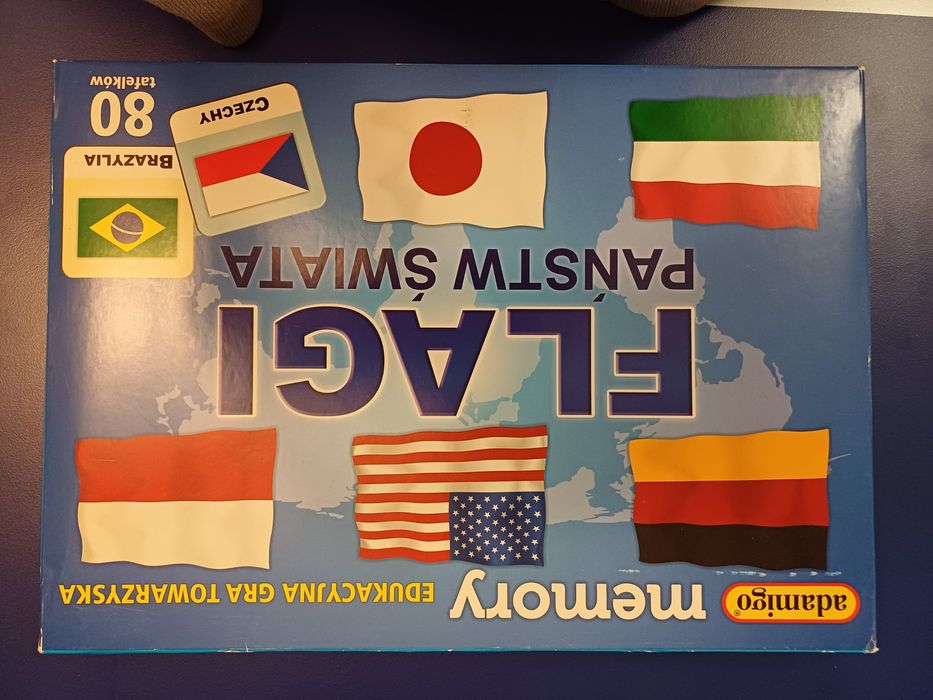 adamigo®
memory
EDUKACYJNA GRA TOWARZYSKA
FLAGI
PAŃSTW ŚWIATA
BRAZYLIA
CZECHY
80
tafelków